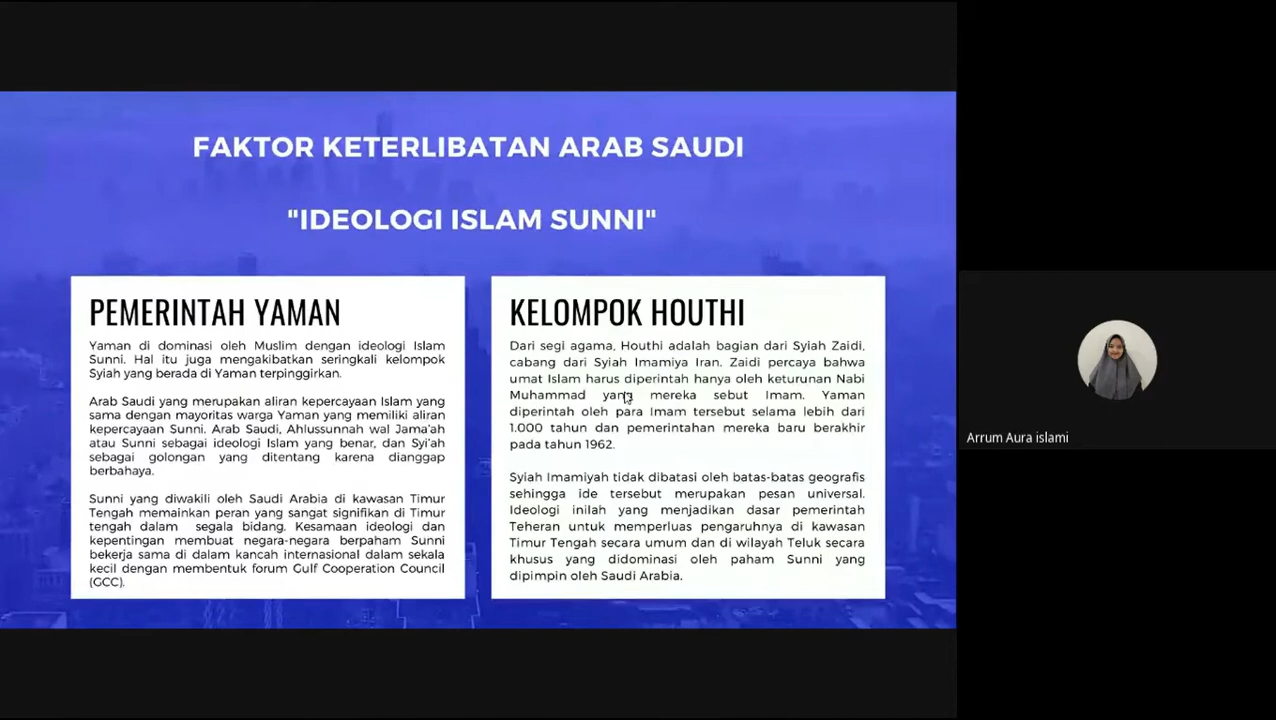 FAKTOR KETERLIBATAN ARAB SAUDI
"IDEOLOGI ISLAM SUNNI"
PEMERINTAH YAMAN
Yaman di dominasi oleh Muslim dengan ideologi Islam
Sunni. Hal itu juga mengakibatkan seringkali kelompok
Syiah yang berada di Yaman terpinggirkan.
Arab Saudi yang merupakan aliran kepercayaan Islam yang
sama dengan mayoritas warga Yaman yang memiliki aliran
kepercayaan Sunni. Arab Saudi, Ahlussunnah wal Jama'ah
atau Sunni sebagai ideologi Islam yang benar, dan Syi'ah
sebagai golongan yang ditentang karena dianggap
berbahaya.
Sunni yang diwakili oleh Saudi Arabia di kawasan Timur
Tengah memainkan peran yang sangat signifikan di Timur
tengah dalam segala bidang. Kesamaan ideologi dan
kepentingan membuat negara-negara berpaham Sunni
bekerja sama di dalam kancah internasional dalam sekala
kecil dengan membentuk forum Gulf Cooperation Council
(GCC).
KELOMPOK HOUTHI
Dari segi agama, Houthi adalah bagian dari Syiah Zaidi,
cabang dari Syiah Imamiya Iran. Zaidi percaya bahwa
umat Islam harus diperintah hanya oleh keturunan Nabi
Muhammad yang mereka sebut Imam. Yaman
diperintah oleh para Imam tersebut selama lebih dari
1.000 tahun dan pemerintahan mereka baru berakhir
pada tahun 1962.
Syiah Imamiyah tidak dibatasi oleh batas-batas geografis
sehingga ide tersebut merupakan pesan universal.
Ideologi inilah yang menjadikan dasar pemerintah
Teheran untuk memperluas pengaruhnya di kawasan
Timur Tengah secara umum dan di wilayah Teluk secara
khusus yang didominasi oleh paham Sunni yang
dipimpin oleh Saudi Arabia.
Arrum Aura islami